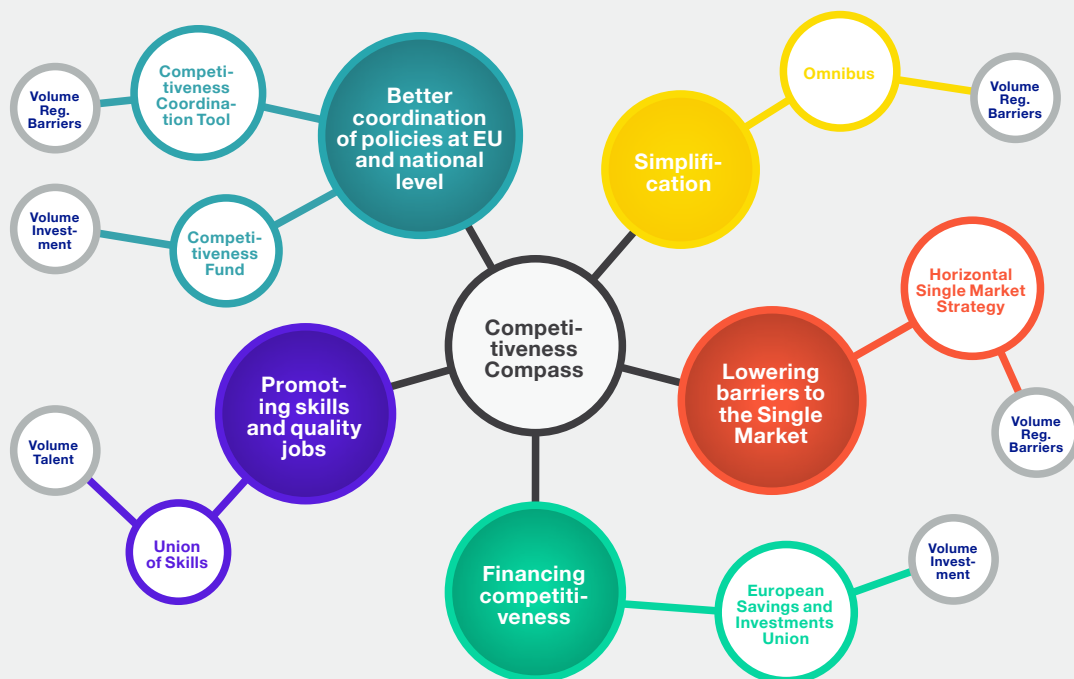 Volume
Reg.
Barriers
Competi-
tiveness
Coordina-
tion Tool
Better
coordination
of policies at EU
and national
level
Volume
Invest-
ment
Competi-
tiveness
Fund
Simplifi-
cation
Omnibus
Volume
Reg.
Barriers
Competi-
tiveness
Compass
Horizontal
Single Market
Strategy
Lowering
barriers to
the Single
Market
Volume
Reg.
Barriers
Promot-
ing skills
and quality
jobs
Volume
Talent
Union
of Skills
Financing
competiti-
veness
European
Savings and
Investments
Union
Volume
Invest-
ment